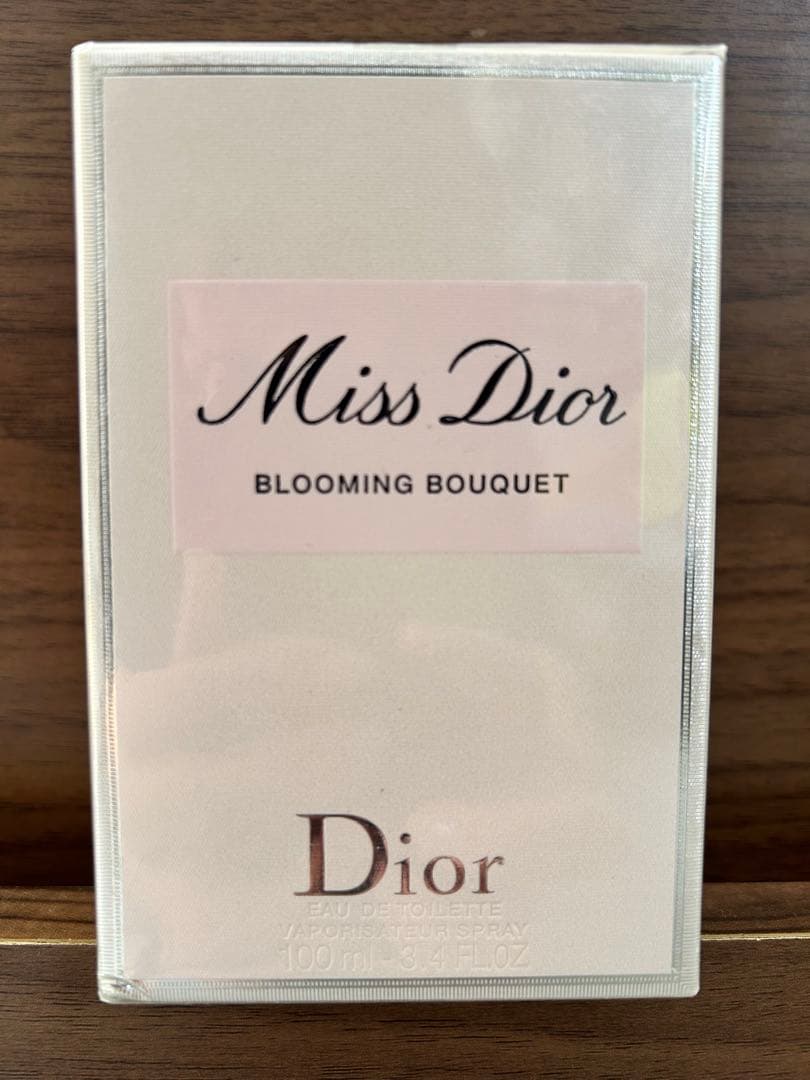 Miss Dior
BLOOMING BOUQUET
Dior
EAU DE TOILETTE
VAPORISATEUR SPRAY
100 ml - 3.4 FL.OZ